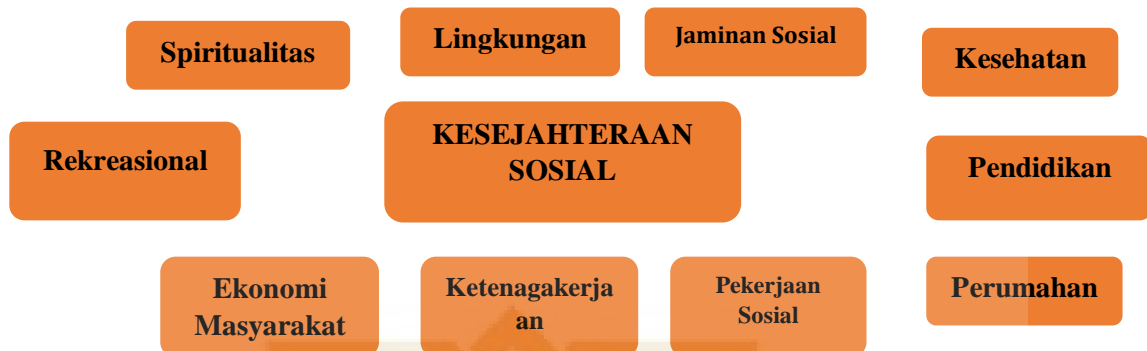 Spiritualitas
Lingkungan
Jaminan Sosial
Kesehatan
Rekreasional
KESEJAHTERAAN
SOSIAL
Pendidikan
Ekonomi
Masyarakat
Ketenagakerja
an
Pekerjaan
Sosial
Perumahan